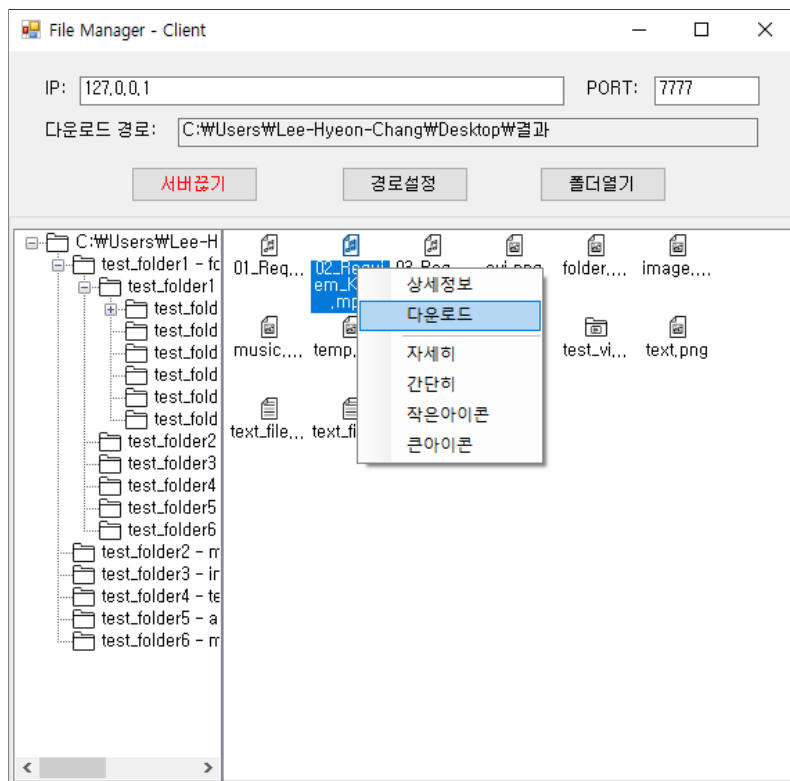 File Manager - Client
IP: 127.0.0.1 PORT: 7777
다운로드 경로: C:₩Users₩Lee-Hyeon-Chang₩Desktop₩결과
서버끊기 경로설정 폴더열기
C:₩Users₩Lee-H
test_folder1 - fc
test_folder1
test_fold
test_fold
test_fold
test_fold
test_fold
test_fold
test_folder2
test_folder3
test_folder4
test_folder5
test_folder6
test_folder2 - m
test_folder3 - ir
test_folder4 - te
test_folder5 - a
test_folder6 - m
01_Req... 02_Requi 03_Req... avi.png folder,... image,...
em_K
.mp
music,... temp. test_vi... text.png
text_file... text_fi
상세정보
다운로드
자세히
간단히
작은아이콘
큰아이콘